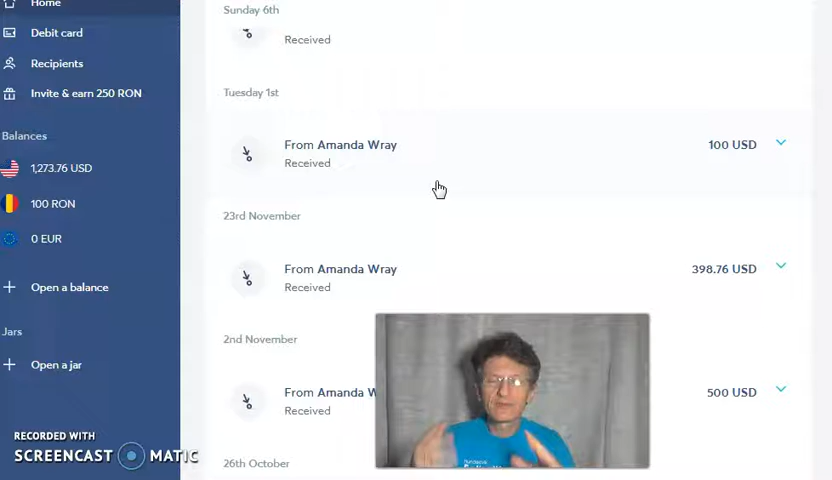 Home
Debit card
Recipients
Invite & earn 250 RON
Balances
1,273.76 USD
100 RON
0 EUR
Open a balance
Jars
Open a jar
RECORDED WITH
SCREENCAST MATIC
Sunday 6th
Received
Tuesday 1st
From Amanda Wray
100 USD
Received
23rd November
From Amanda Wray
398.76 USD
Received
2nd November
From Amanda W
500 USD
Received
26th October